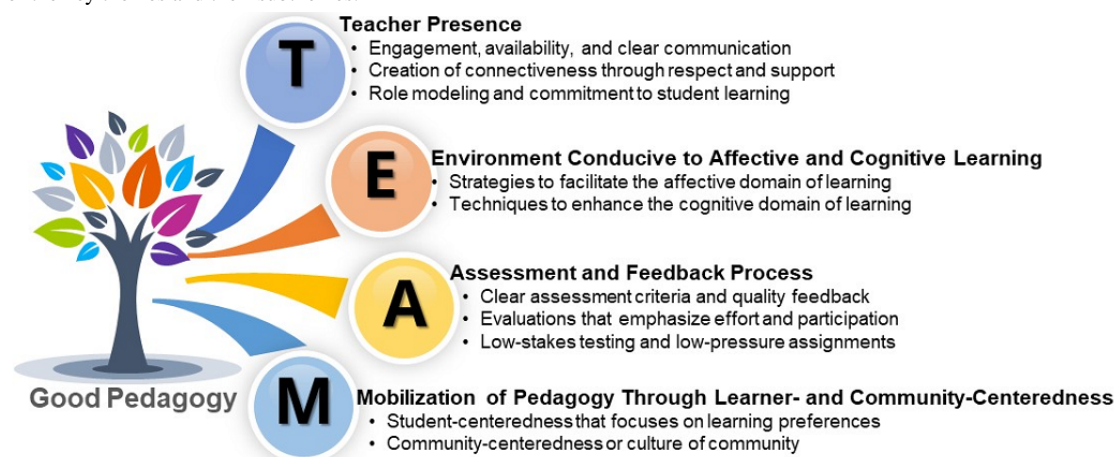 T
Teacher Presence
• Engagement, availability, and clear communication
• Creation of connectiveness through respect and support
• Role modeling and commitment to student learning
E
Environment Conducive to Affective and Cognitive Learning
• Strategies to facilitate the affective domain of learning
• Techniques to enhance the cognitive domain of learning
A
Assessment and Feedback Process
• Clear assessment criteria and quality feedback
• Evaluations that emphasize effort and participation
• Low-stakes testing and low-pressure assignments
Good Pedagogy
M
Mobilization of Pedagogy Through Learner- and Community-Centeredness
• Student-centeredness that focuses on learning preferences
• Community-centeredness or culture of community